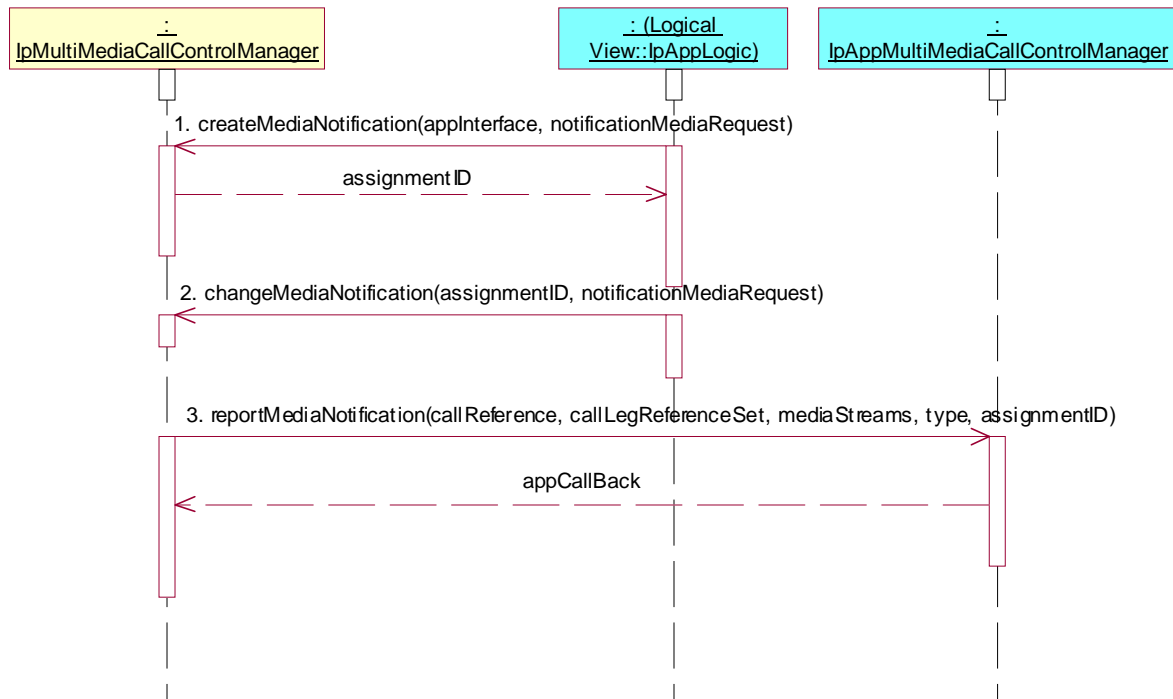 :
IpMultiMediaCallControlManager
: (Logical
View::IpAppLogic)
:
IpAppMultiMediaCallControlManager
1. createMediaNotification(appInterface, notificationMediaRequest)
assignmentID
2. changeMediaNotification(assignmentID, notificationMediaRequest)
3. reportMediaNotification(callReference, callLegReferenceSet, mediaStreams, type, assignmentID)
appCallBack